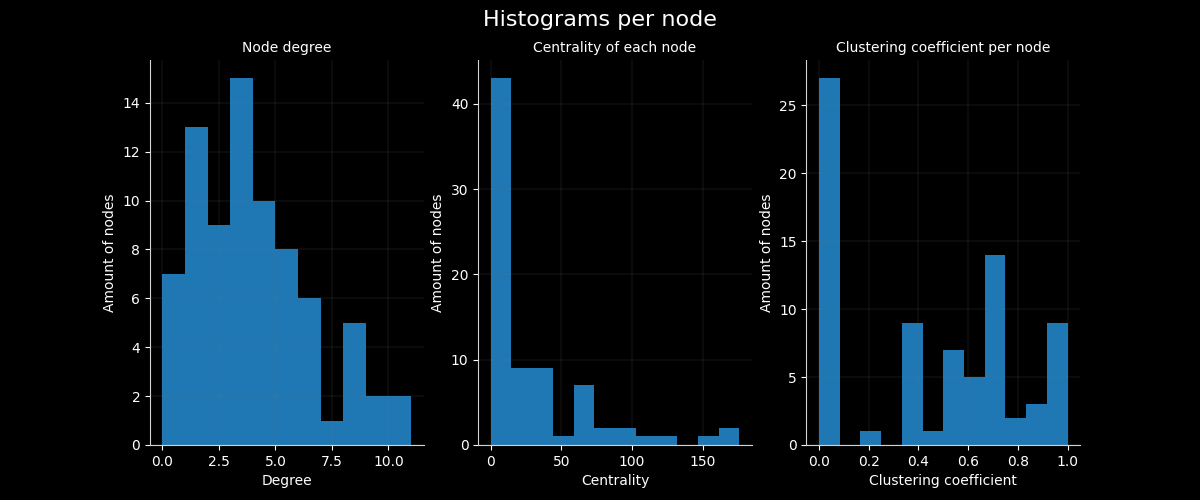 Histograms per node
Node degree
Amount of nodes
14
12
10
8
6
4
2
0
0.0 2.5 5.0 7.5 10.0
Degree
Centrality of each node
Amount of nodes
40
30
20
10
0
0 50 100 150
Centrality
Clustering coefficient per node
Amount of nodes
25
20
15
10
5
0
0.0 0.2 0.4 0.6 0.8 1.0
Clustering coefficient